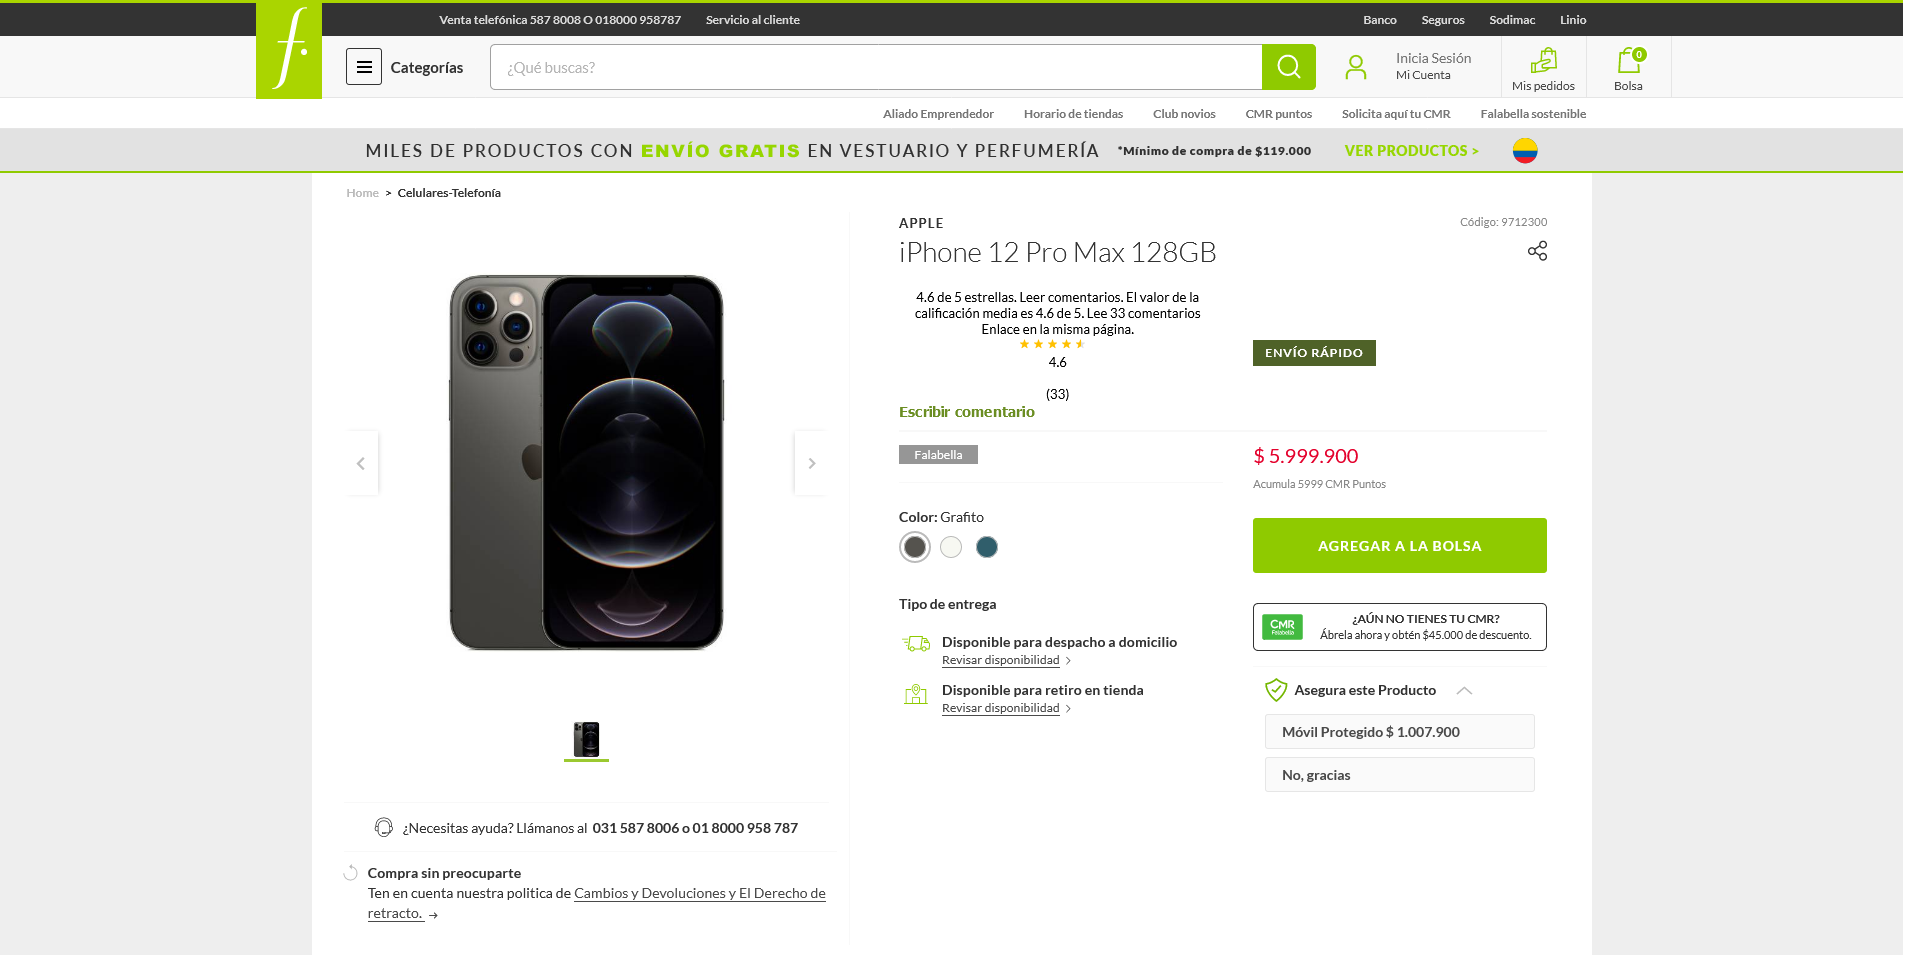 Venta telefónica 587 8008 O 018000 958787 Servicio al cliente Banco Seguros Sodimac Linio
f.
Categorías ¿Qué buscas? Inicia Sesión
Mi Cuenta
Mis pedidos
0
Bolsa
Aliado Emprendedor Horario de tiendas Club novios CMR puntos Solicita aquí tu CMR Falabella sostenible
MILES DE PRODUCTOS CON ENVÍO GRATIS EN VESTUARIO Y PERFUMERÍA *Mínimo de compra de $119.000 VER PRODUCTOS >
Home > Celulares-Telefonía
APPLE
Código: 9712300
iPhone 12 Pro Max 128GB
4.6 de 5 estrellas. Leer comentarios. El valor de la
calificación media es 4.6 de 5. Lee 33 comentarios
Enlace en la misma página.
4.6
(33)
Escribir comentario
ENVÍO RÁPIDO
Falabella
$ 5.999.900
Acumula 5999 CMR Puntos
Color: Grafito
AGREGAR A LA BOLSA
Tipo de entrega
Disponible para despacho a domicilio
Revisar disponibilidad >
Disponible para retiro en tienda
Revisar disponibilidad >
CMR
Falabella
¿AÚN NO TIENES TU CMR?
Ábrela ahora y obtén $45.000 de descuento.
Asegura este Producto
Móvil Protegido $ 1.007.900
No, gracias
¿Necesitas ayuda? Llámanos al 031 587 8006 o 01 8000 958 787
Compra sin preocuparte
Ten en cuenta nuestra politica de Cambios y Devoluciones y El Derecho de
retracto. →